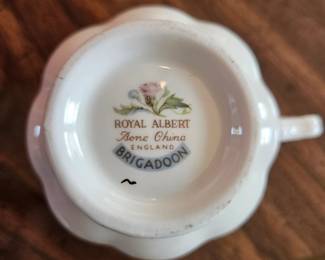 ROYAL ALBERT
Bone China
ENGLAND
BRIGADOON